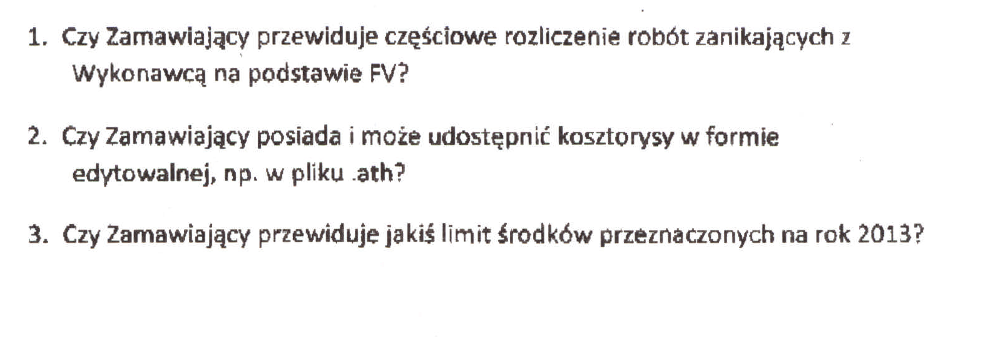 1. Czy Zamawiający przewiduje częściowe rozliczenie robót zanikających z
Wykonawcą na podstawie FV?
2. Czy Zamawiający posiada i może udostępnić kosztorysy w formie
edytowalnej, np. w pliku .ath?
3. Czy Zamawiający przewiduje jakiś limit środków przeznaczonych na rok 2013?